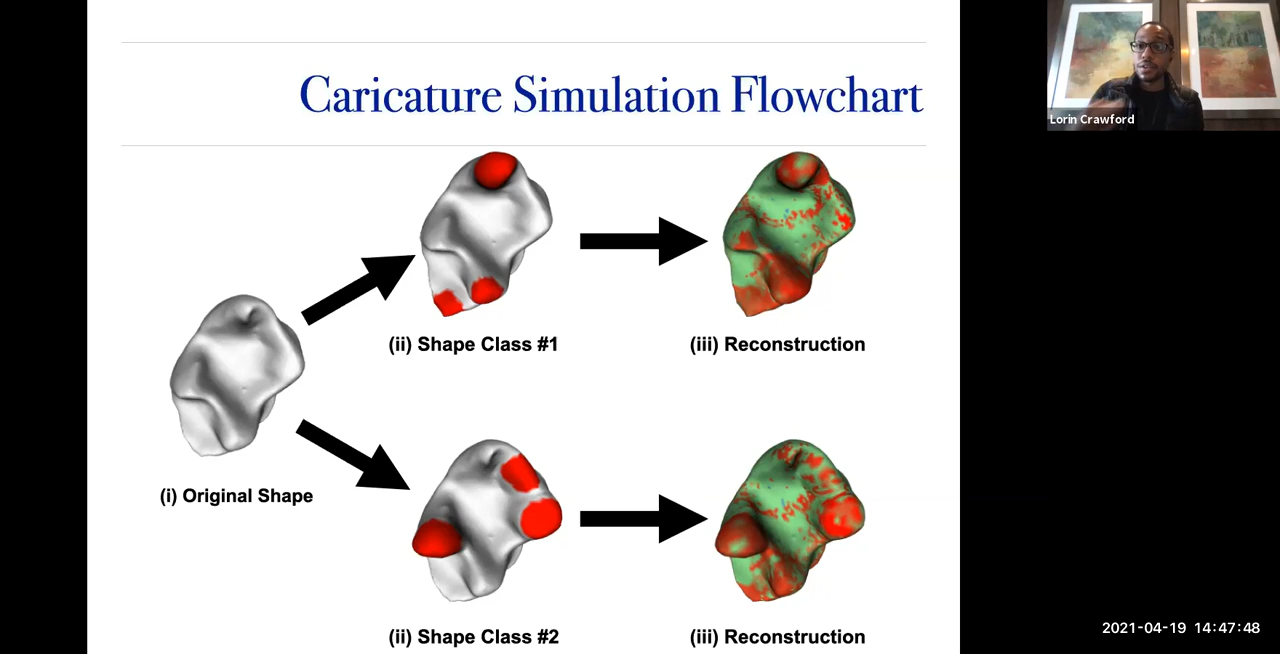 Caricature Simulation Flowchart
Lorin Crawford
(ii) Shape Class #1
(iii) Reconstruction
(i) Original Shape
(ii) Shape Class #2
(iii) Reconstruction
2021-04-19 14:47:48